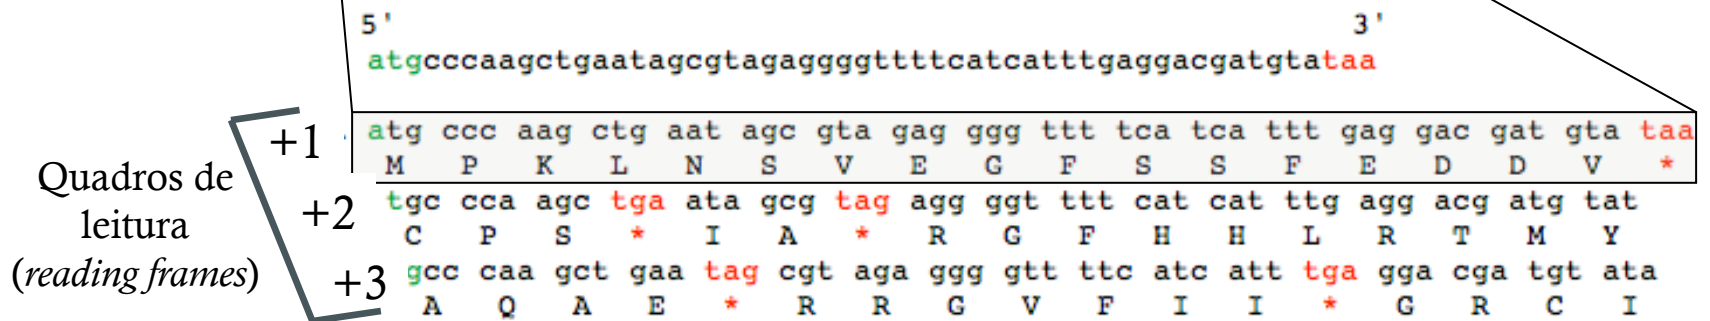 5' 3'
atgcccaagctgaatagcgtagaggggttttcatcatttgaggacgatgtataa
+1 atg ccc aag ctg aat agc gta gag ggg ttt tca tca ttt gag gac gat gta taa
M P K L N S V E G F S S F E D D V *
Quadros de
leitura
(reading frames)
+2 tgc cca agc tga ata gcg tag agg ggt ttt cat cat ttg agg acg atg tat
C P S * I A * R G F H H L R T M Y
+3 gcc caa gct gaa tag cgt aga ggg gtt ttc atc att tga gga cga tgt ata
A Q A E * R R G V F I I * G R C I